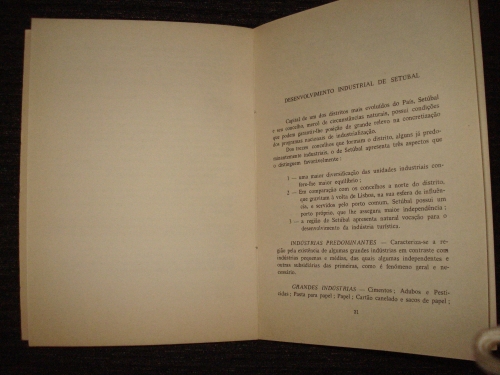 DESENVOLVIMENTO INDUSTRIAL DE SETUBAL
Capital de um dos distritos mais evoluídos do País, Setúbal
e seu concelho, mercê de circunstâncias naturais, possui condições
que podem garantir-lhe posição de grande relevo na concretização
dos programas nacionais de industrialização.
Dos treze concelhos que formam o distrito, alguns já predo-
minantemente industriais, o de Setúbal apresenta três aspectos que
o distinguem favoravelmente:
1 — uma maior diversificação das unidades industriais con-
fere-lhe maior equilíbrio;
2 — Em comparação com os concelhos a norte do distrito,
que gravitam à volta de Lisboa, na sua esfera de influên-
cia, e servidos pelo porto comum, Setúbal possui um
porto próprio, que lhe assegura maior independência;
3 — a região de Setúbal apresenta natural vocação para o
desenvolvimento da indústria turística.
INDÚSTRIAS PREDOMINANTES — Caracteriza-se a
região pela existência de algumas grandes indústrias em contraste com
indústrias pequenas e médias, das quais algumas independentes e
outras subsidiárias das primeiras, como é fenómeno geral e ne-
cessário.
GRANDES INDÚSTRIAS — Cimentos; Adubos e Pesti-
cidas; Pasta para papel; Papel; Cartão canelado e sacos de papel;
21